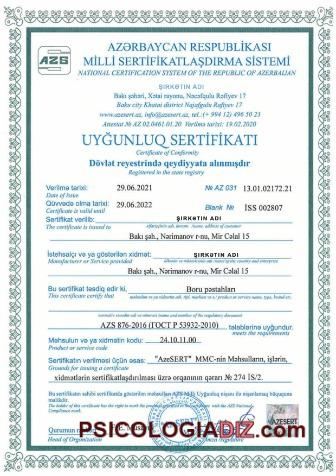 AZS
AZƏRBAYCAN RESPUBLİKASI
MİLLİ SERTİFİKATLAŞDIRMA SİSTEMİ
NATIONAL CERTIFICATION SYSTEM OF THE REPUBLIC OF AZERBAIJAN
ŞİRKƏTİN ADI
Bakı şəhəri, Xətai rayonu, Nəcəfqulu Rəfiyev 17
Baku city Khatai district Najafgulu Rafiyev 17
www.azesert.az, tel.: (+ 994 12) 496 50 23
Attestat № AZ 02.0461.01.20 Verilmə tarixi: 19.02.2020
UYĞUNLUQ SERTİFİKATI
Certificate of Conformity
Dövlət reyestrində qeydiyyata alınmışdır
Registered in the state registry
Verilmə tarixi: 29.06.2021 № AZ 031 13.01.02172.21
Date of issue
Qüvvədə olma tarixi: 29.06.2022 Blank № İSS 002807
Certificate is valid until
Sertifikat verilib: ŞİRKƏTİN ADI
The certificate is issued to
Bakı şəh., Nərimanov r-nu, Mir Cəlal 15
İstehsalçı və ya göstərilən xidmət: ŞİRKƏTİN ADI
Manufacturer or Service provided
Bakı şəh., Nərimanov r-nu, Mir Cəlal 15
Bu sertifikat təsdiq edir ki, Boru postahları
This certificate certify that
AZS 876-2016 (ГОСТ Р 53932-2010) tələblərinə uyğundur.
meets the requirements
Məhsulun və ya xidmətin kodu: 24.10.11.00
Product or service code
Sertifikatın verilməsi üçün əsas: "AzeSERT" MMC-nin Məhsulların, işlərin,
Grounds for issuing a certificate
xidmətlərin sertifikatlaşdırılması üzrə orqanının qərarı № 274 İS/2.
Qurumun
Head of Organization
AZESERT
PSICOLOGIADIZ.com